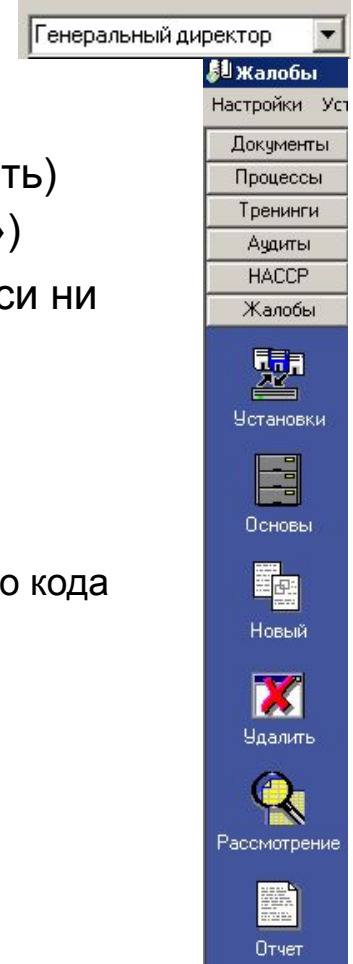 Генеральный директор
Жалобы
Настройки Уст
Документы
ть)
Процессы
»)
Тренинги
Аудиты
си ни
НАССР
Жалобы
Установки
Основы
о кода
Новый
Удалить
Рассмотрение
Отчет